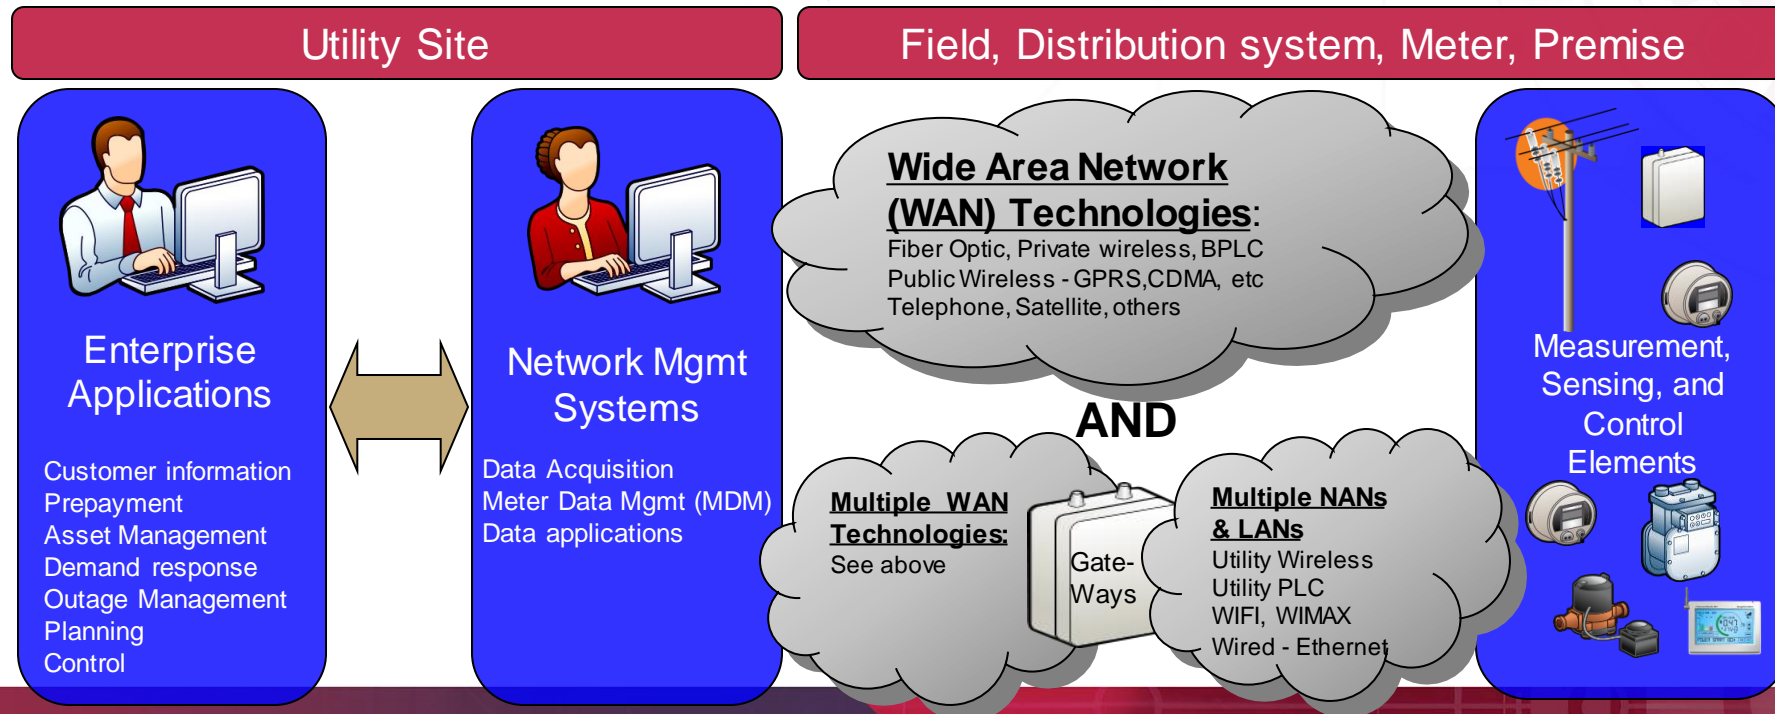 Utility Site
Field, Distribution system, Meter, Premise
Enterprise
Applications
Customer information
Prepayment
Asset Management
Demand response
Outage Management
Planning
Control
Network Mgmt
Systems
Data Acquisition
Meter Data Mgmt (MDM)
Data applications
Wide Area Network
(WAN) Technologies:
Fiber Optic, Private wireless, BPLC
Public Wireless - GPRS,CDMA, etc
Telephone, Satellite, others
AND
Multiple WAN
Technologies:
See above
Gate-
Ways
Multiple NANs
& LANs
Utility Wireless
Utility PLC
WIFI, WIMAX
Wired - Ethernet
Measurement,
Sensing, and
Control
Elements